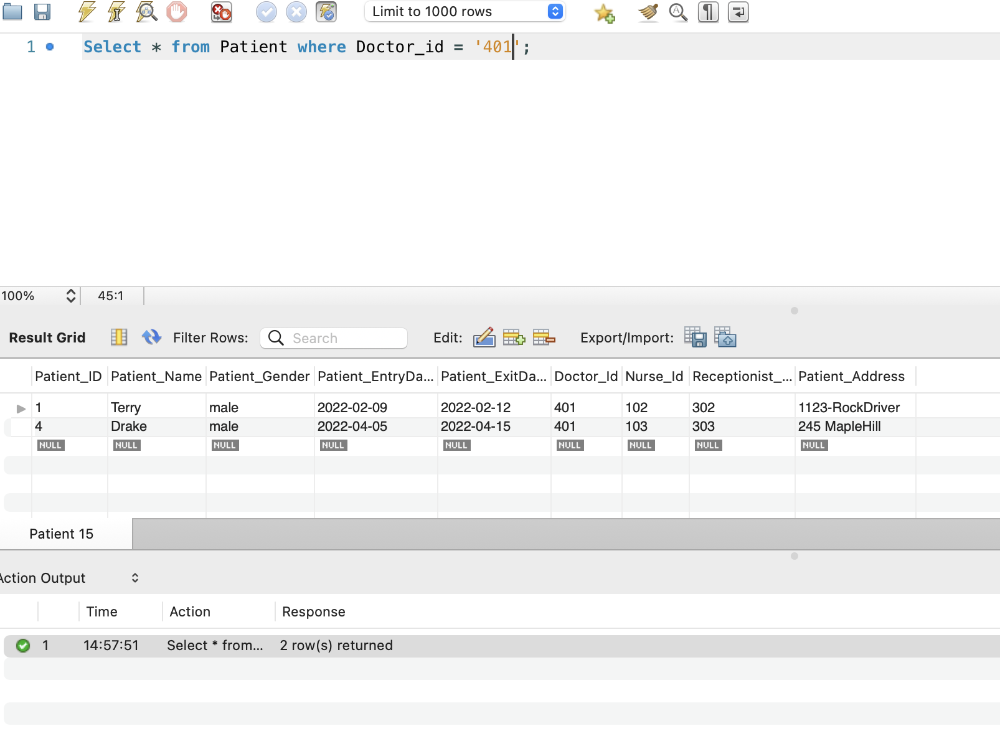 Limit to 1000 rows
1 Select * from Patient where Doctor_id = '401';
100% 45:1
Result Grid Filter Rows: Search Edit: Export/Import:
Patient_ID Patient_Name Patient_Gender Patient_EntryDa... Patient_ExitDa... Doctor_Id Nurse_Id Receptionist_... Patient_Address
1 Terry male 2022-02-09 2022-02-12 401 102 302 1123-RockDriver
4 Drake male 2022-04-05 2022-04-15 401 103 303 245 MapleHill
NULL NULL NULL NULL NULL NULL NULL NULL NULL
Patient 15
Action Output
Time Action Response
1 14:57:51 Select * from... 2 row(s) returned